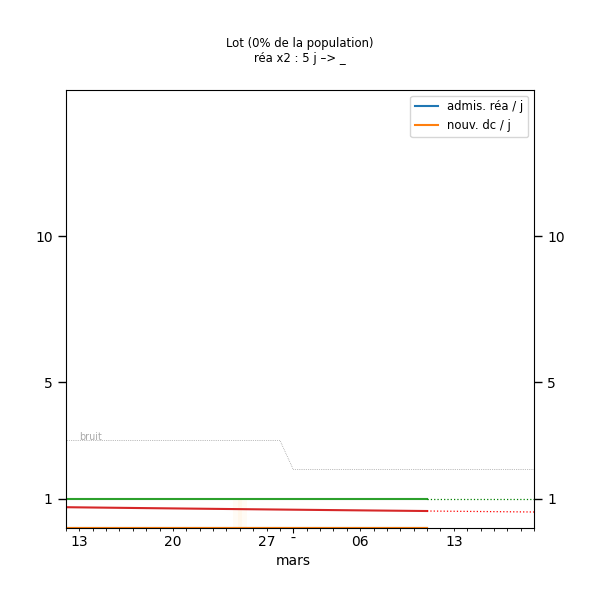 Lot (0% de la population)
réa x2 : 5 j –> _
admis. réa / j
nouv. dc / j
10 10
5 5
bruit
1 1
13 20 27 - 06 13
mars